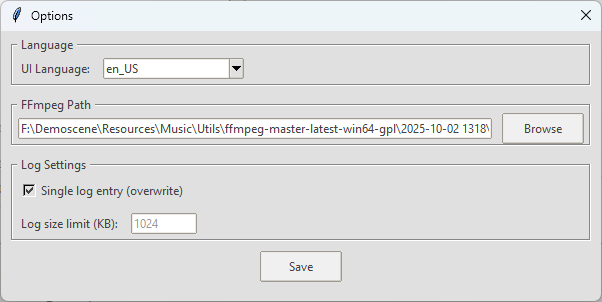 Options
Language
UI Language: en_US
FFmpeg Path
F:\Demoscene\Resources\Music\Utils\ffmpeg-master-latest-win64-gpl\2025-10-02 1318\ Browse
Log Settings
Single log entry (overwrite)
Log size limit (KB): 1024
Save